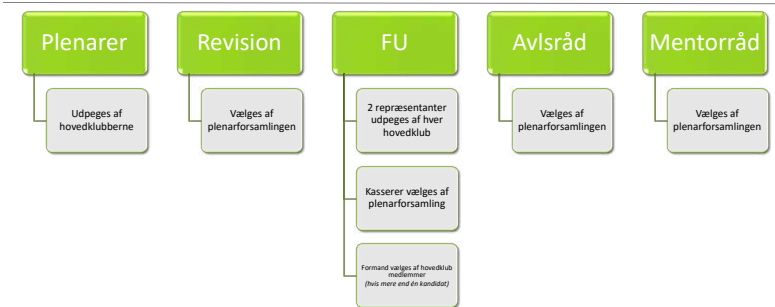 Plenarer
Udpeges af
hovedklubberne
Revision
Vælges af
plenarforsamlingen
FU
2 repræsentanter
udpeges af hver
hovedklub
Kasserer vælges af
plenarforsamling
Formand vælges af hovedklub
medlemmer
(hvis mere end én kandidat)
Avlsråd
Vælges af
plenarforsamlingen
Mentorråd
Vælges af
plenarforsamlingen